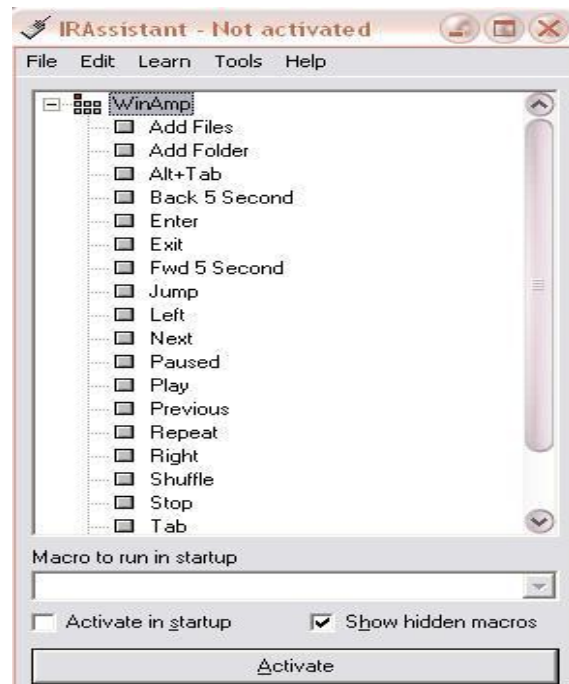 IRAssistant - Not activated
File Edit Learn Tools Help
WinAmp
Add Files
Add Folder
Alt+Tab
Back 5 Second
Enter
Exit
Fwd 5 Second
Jump
Left
Next
Paused
Play
Previous
Repeat
Right
Shuffle
Stop
Tab
Macro to run in startup
Activate in startup Show hidden macros
Activate